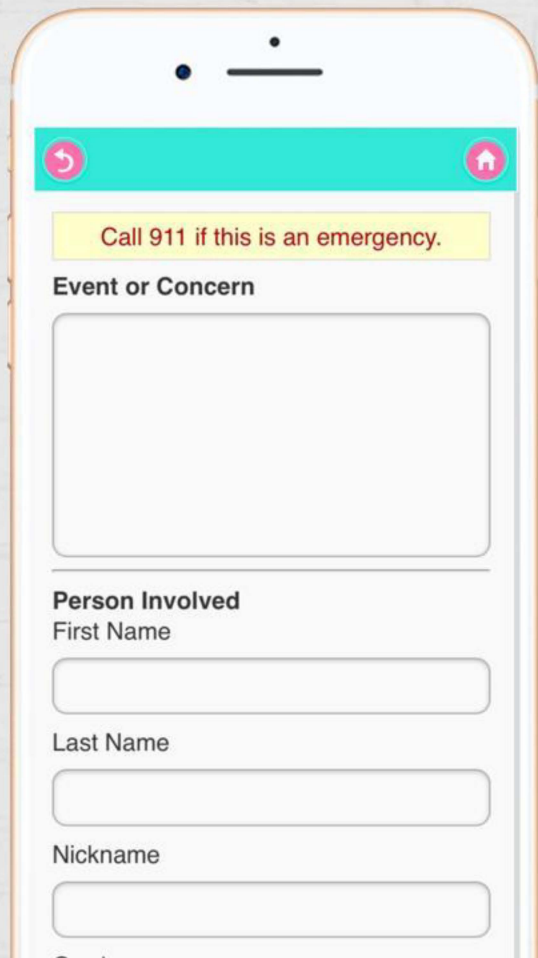 Call 911 if this is an emergency.
Event or Concern
Person Involved
First Name
Last Name
Nickname